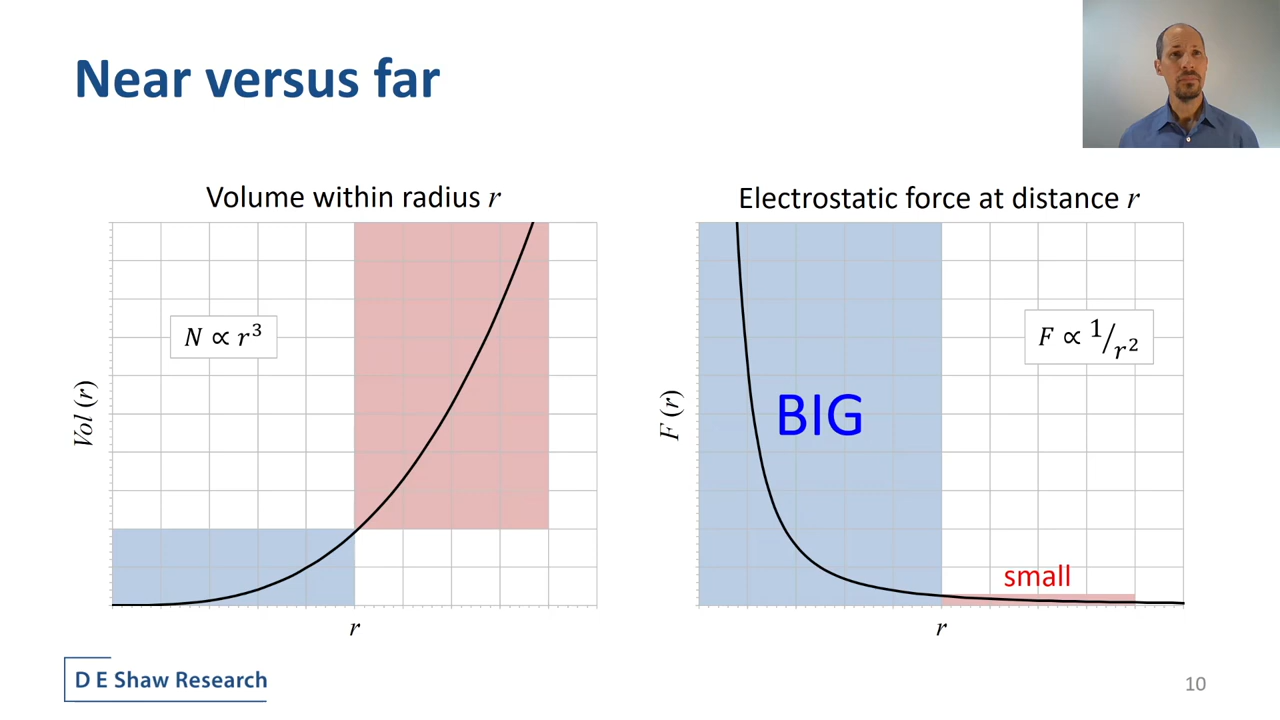 Near versus far
Volume within radius r
N ∝ r³
Vol (r)
r
Electrostatic force at distance r
F ∝ 1/r²
F (r)
BIG
small
r
D E Shaw Research
10